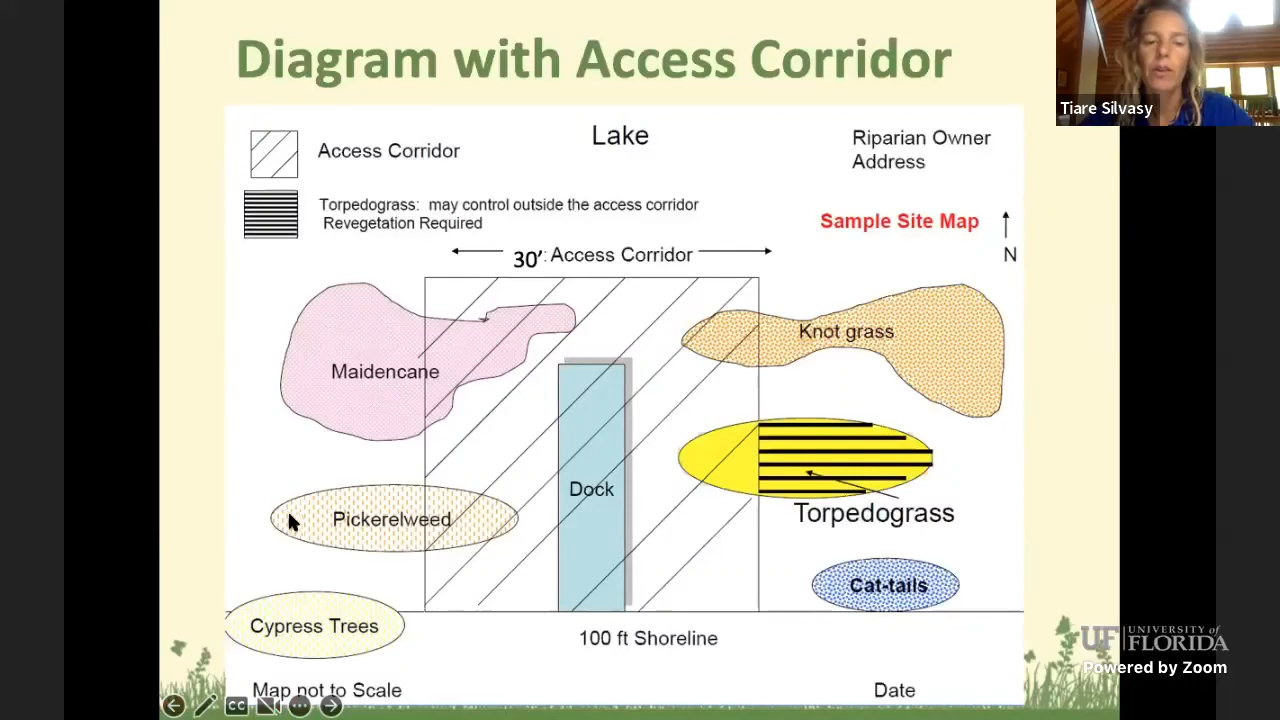 Diagram with Access Corridor
Tiare Silvasy
Lake
Riparian Owner
Address
Access Corridor
Torpedograss: may control outside the access corridor
Revegetation Required
Sample Site Map
N
30’: Access Corridor
Knot grass
Maidencane
Dock
Torpedograss
Pickerelweed
Cat-tails
Cypress Trees
100 ft Shoreline
UF UNIVERSITY of
FLORIDA
Powered by Zoom
Map not to Scale
Date
CC